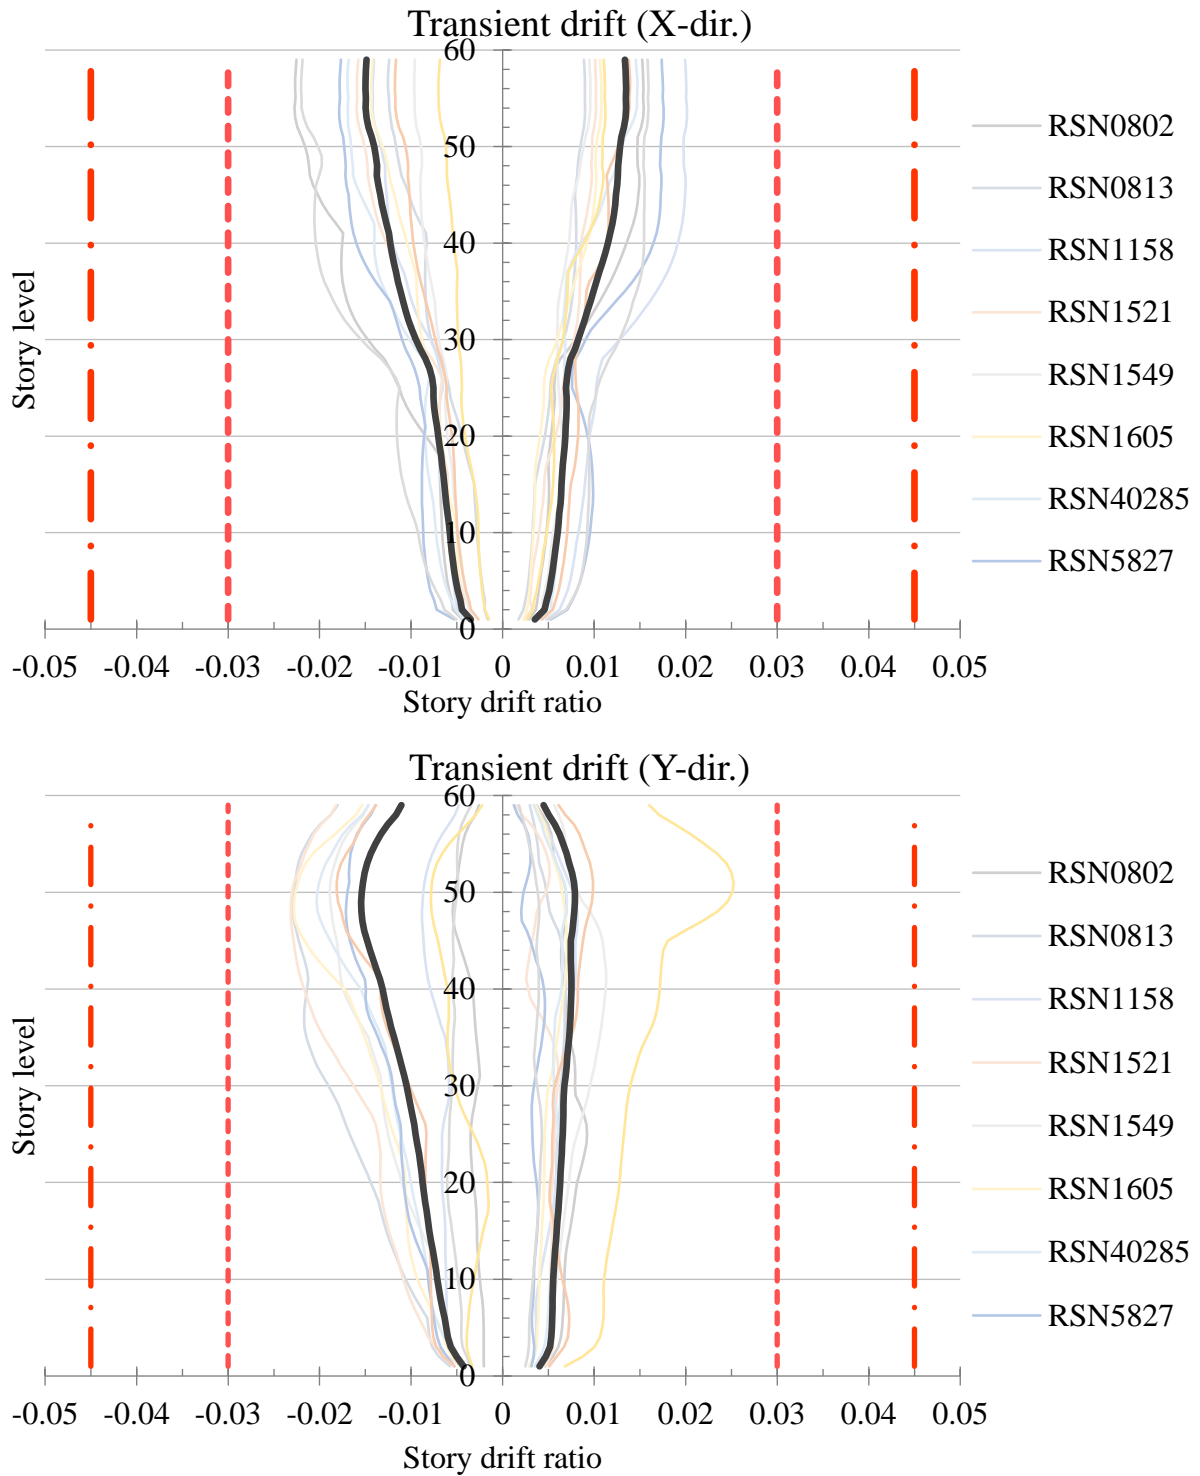 Transient drift (X-dir.)
60
50
40
30
20
10
0
Story level
-0.05 -0.04 -0.03 -0.02 -0.01 0 0.01 0.02 0.03 0.04 0.05
Story drift ratio
RSN0802
RSN0813
RSN1158
RSN1521
RSN1549
RSN1605
RSN40285
RSN5827
Transient drift (Y-dir.)
60
50
40
30
20
10
0
Story level
-0.05 -0.04 -0.03 -0.02 -0.01 0 0.01 0.02 0.03 0.04 0.05
Story drift ratio
RSN0802
RSN0813
RSN1158
RSN1521
RSN1549
RSN1605
RSN40285
RSN5827